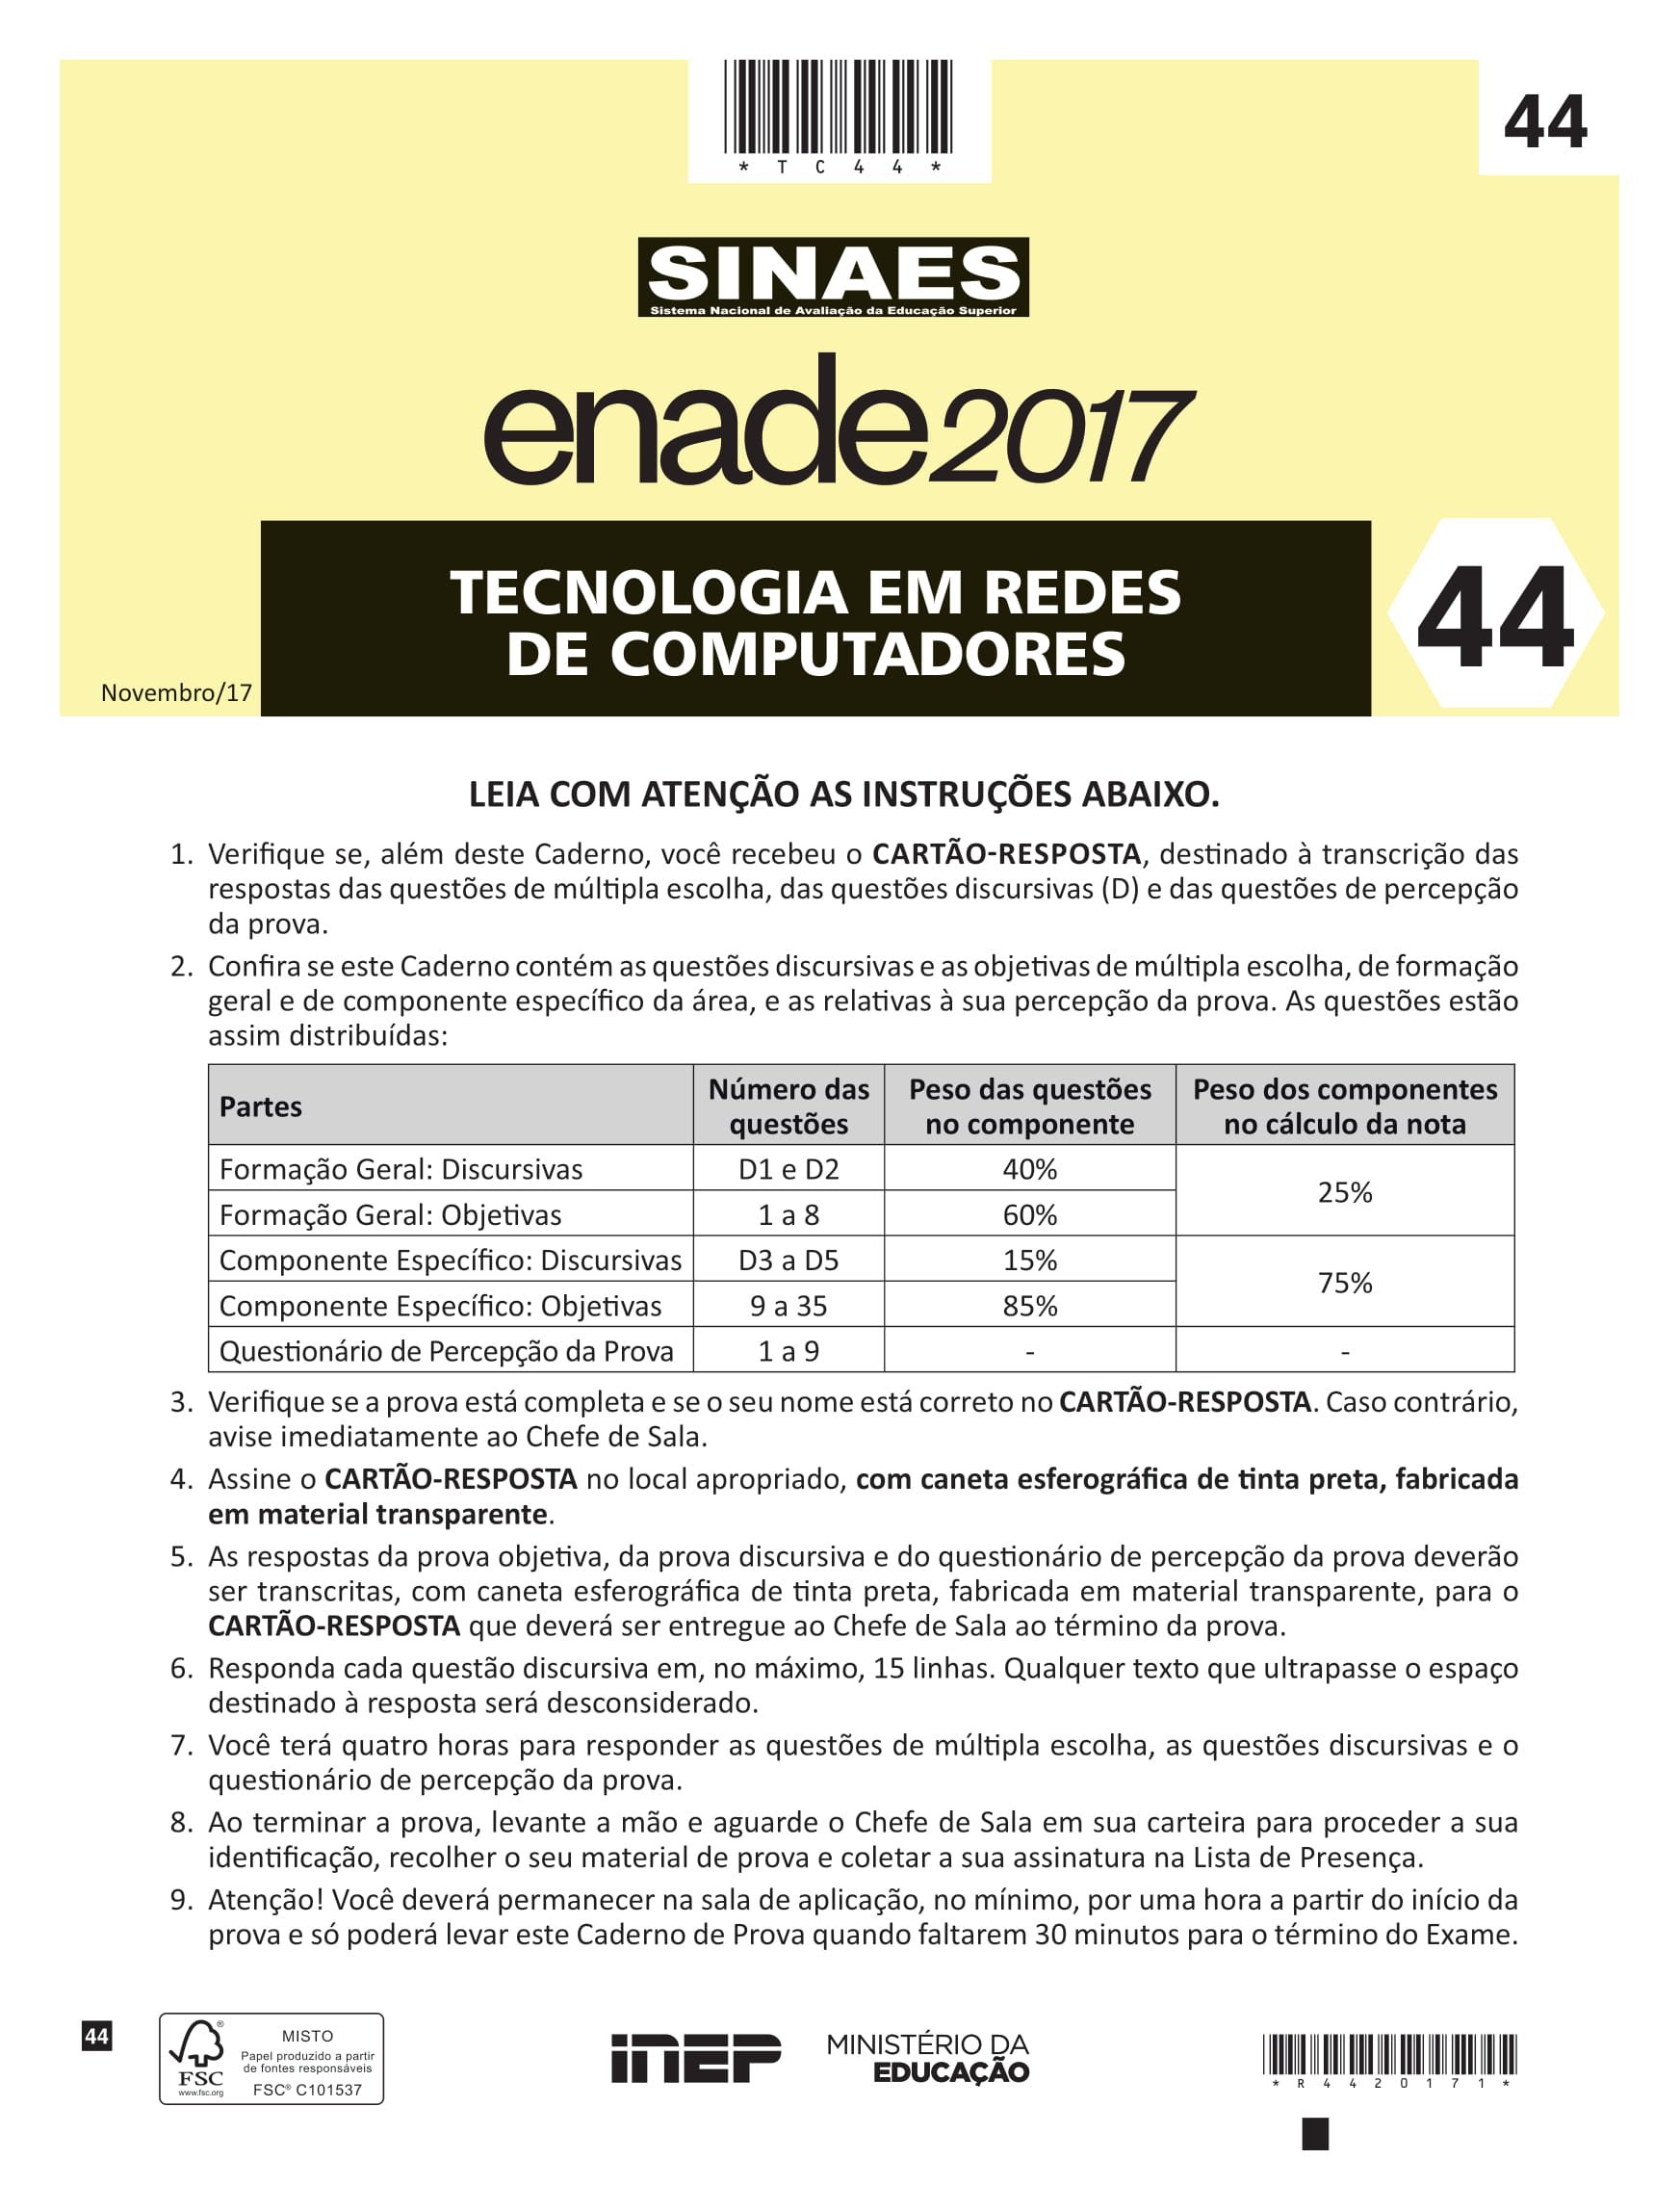 * T C 4 4 *
44
SINAES
Sistema Nacional de Avaliação da Educação Superior
enade2017
TECNOLOGIA EM REDES
DE COMPUTADORES
44
Novembro/17
LEIA COM ATENÇÃO AS INSTRUÇÕES ABAIXO.
1. Verifique se, além deste Caderno, você recebeu o CARTÃO-RESPOSTA, destinado à transcrição das
respostas das questões de múltipla escolha, das questões discursivas (D) e das questões de percepção
da prova.
2. Confira se este Caderno contém as questões discursivas e as objetivas de múltipla escolha, de formação
geral e de componente específico da área, e as relativas à sua percepção da prova. As questões estão
assim distribuídas:
Partes
Número das
questões
Peso das questões
no componente
Peso dos componentes
no cálculo da nota
Formação Geral: Discursivas
D1 e D2
40%
25%
Formação Geral: Objetivas
1 a 8
60%
Componente Específico: Discursivas
D3 a D5
15%
75%
Componente Específico: Objetivas
9 a 35
85%
Questionário de Percepção da Prova
1 a 9
-
-
3. Verifique se a prova está completa e se o seu nome está correto no CARTÃO-RESPOSTA. Caso contrário,
avise imediatamente ao Chefe de Sala.
4. Assine o CARTÃO-RESPOSTA no local apropriado, com caneta esferográfica de tinta preta, fabricada
em material transparente.
5. As respostas da prova objetiva, da prova discursiva e do questionário de percepção da prova deverão
ser transcritas, com caneta esferográfica de tinta preta, fabricada em material transparente, para o
CARTÃO-RESPOSTA que deverá ser entregue ao Chefe de Sala ao término da prova.
6. Responda cada questão discursiva em, no máximo, 15 linhas. Qualquer texto que ultrapasse o espaço
destinado à resposta será desconsiderado.
7. Você terá quatro horas para responder as questões de múltipla escolha, as questões discursivas e o
questionário de percepção da prova.
8. Ao terminar a prova, levante a mão e aguarde o Chefe de Sala em sua carteira para proceder a sua
identificação, recolher o seu material de prova e coletar a sua assinatura na Lista de Presença.
9. Atenção! Você deverá permanecer na sala de aplicação, no mínimo, por uma hora a partir do início da
prova e só poderá levar este Caderno de Prova quando faltarem 30 minutos para o término do Exame.
44
®
FSC
www.fsc.org
MISTO
Papel produzido a partir
de fontes responsáveis
FSC® C101537
INEP
MINISTÉRIO DA
EDUCAÇÃO
* R 4 4 2 0 1 7 1 *